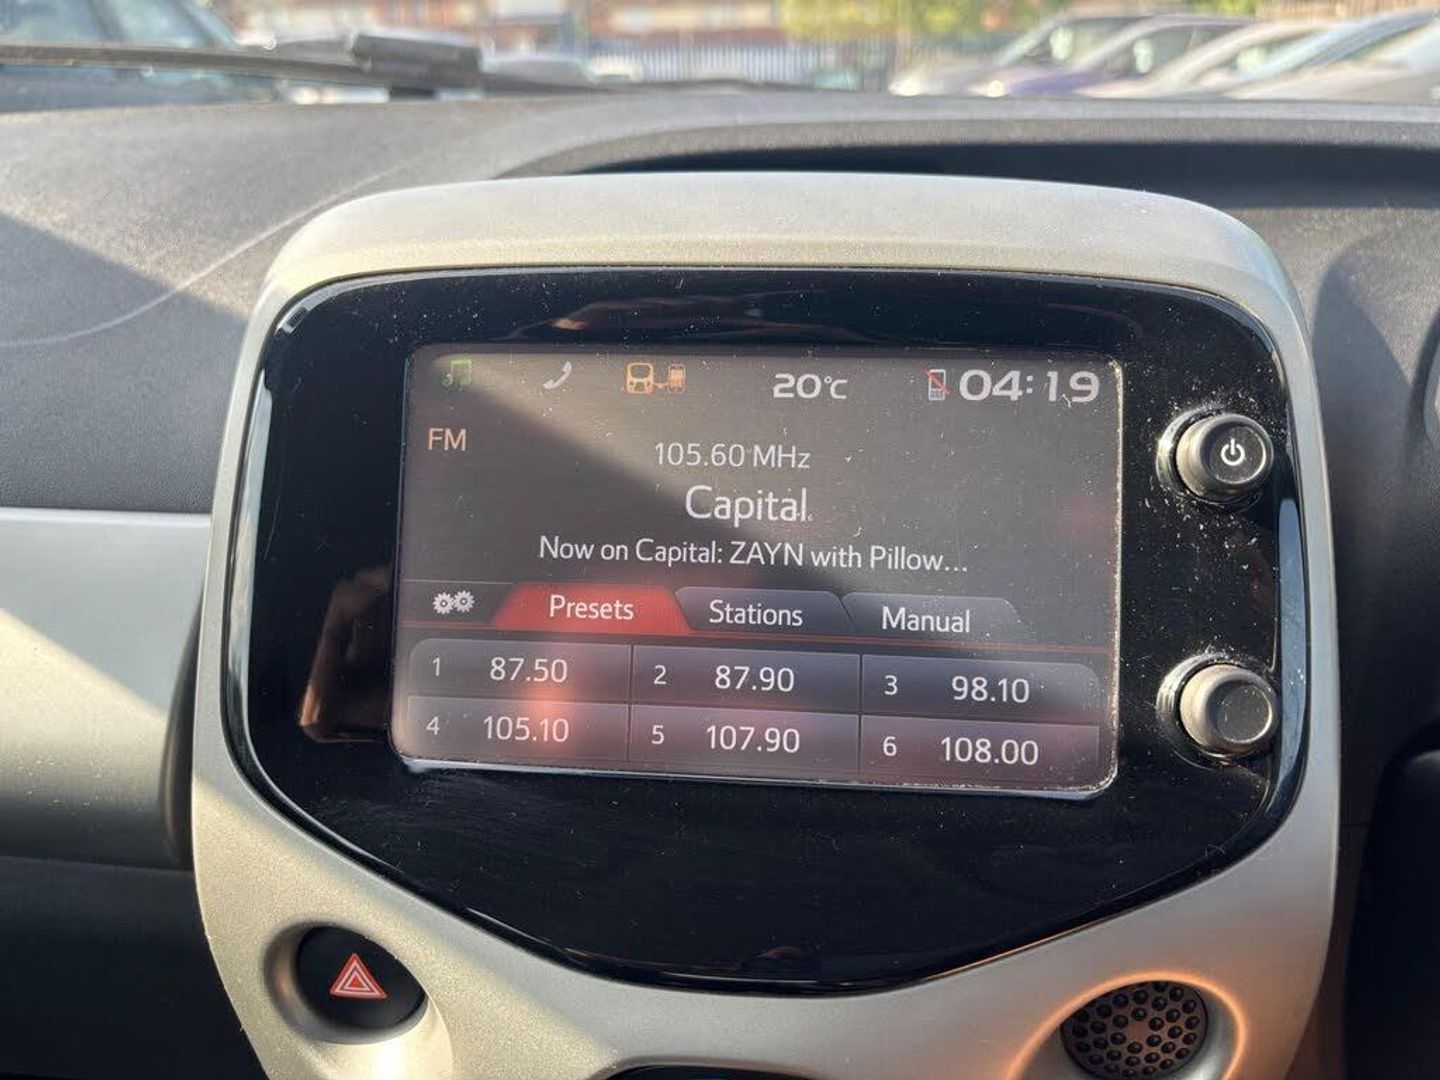 20°C 04:19
FM
105.60 MHz
Capital
Now on Capital: ZAYN with Pillow...
Presets Stations Manual
1 87.50 2 87.90 3 98.10
4 105.10 5 107.90 6 108.00